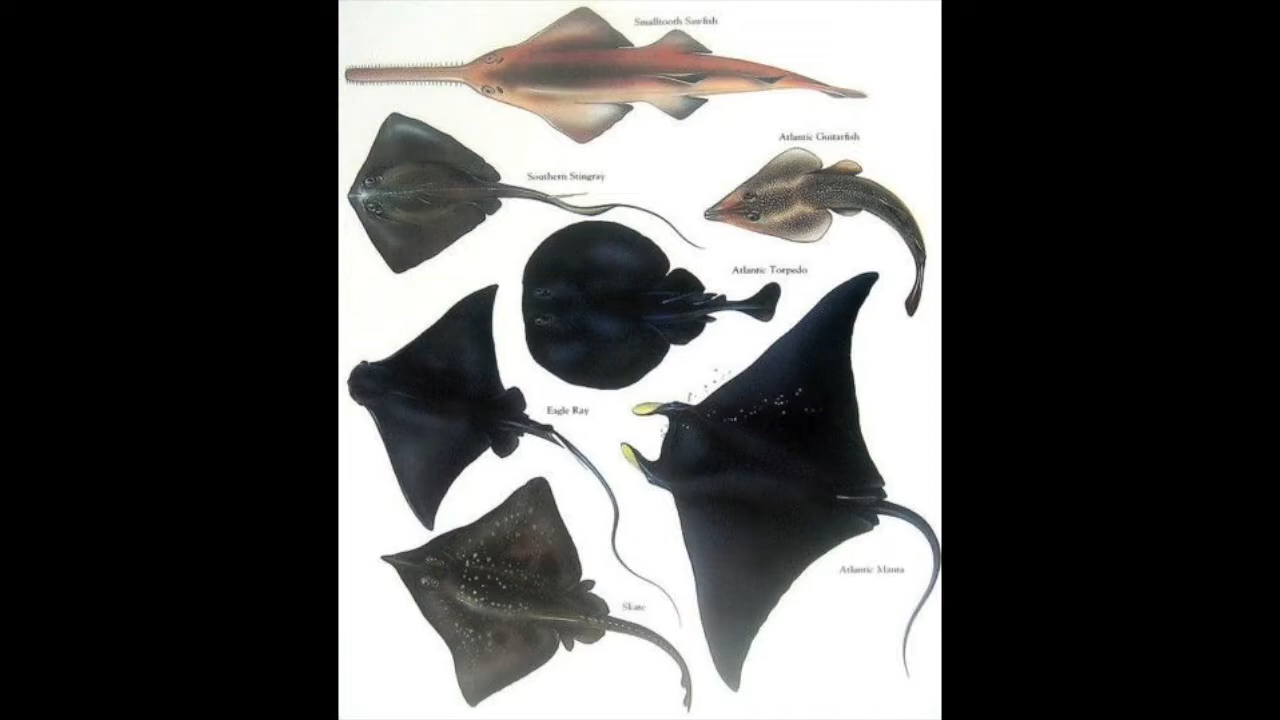 Smalltooth Sawfish
Atlantic Guitarfish
Southern Stingray
Atlantic Torpedo
Eagle Ray
Atlantic Manta
Skate